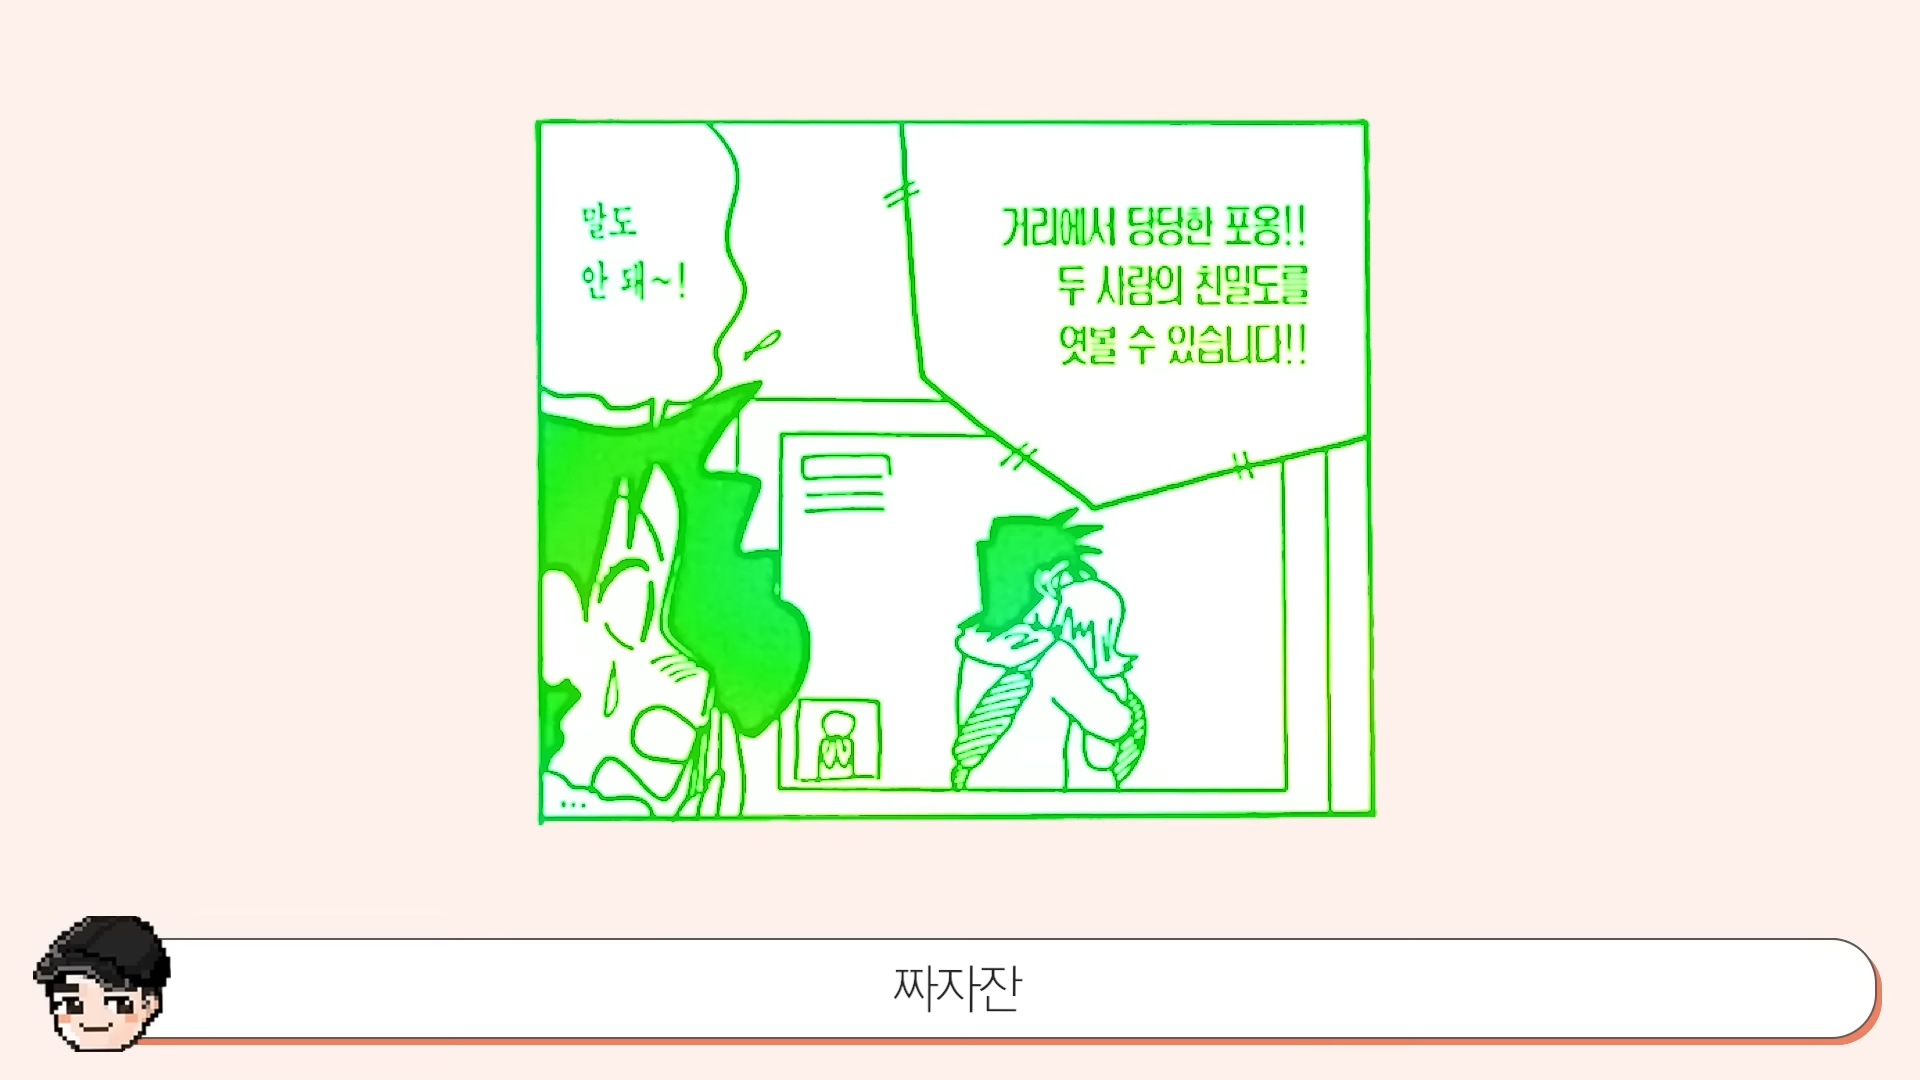 말도
안 돼~!
거리에서 당당한 포옹!!
두 사람의 친밀도를
엿볼 수 있습니다!!
...
짜자잔